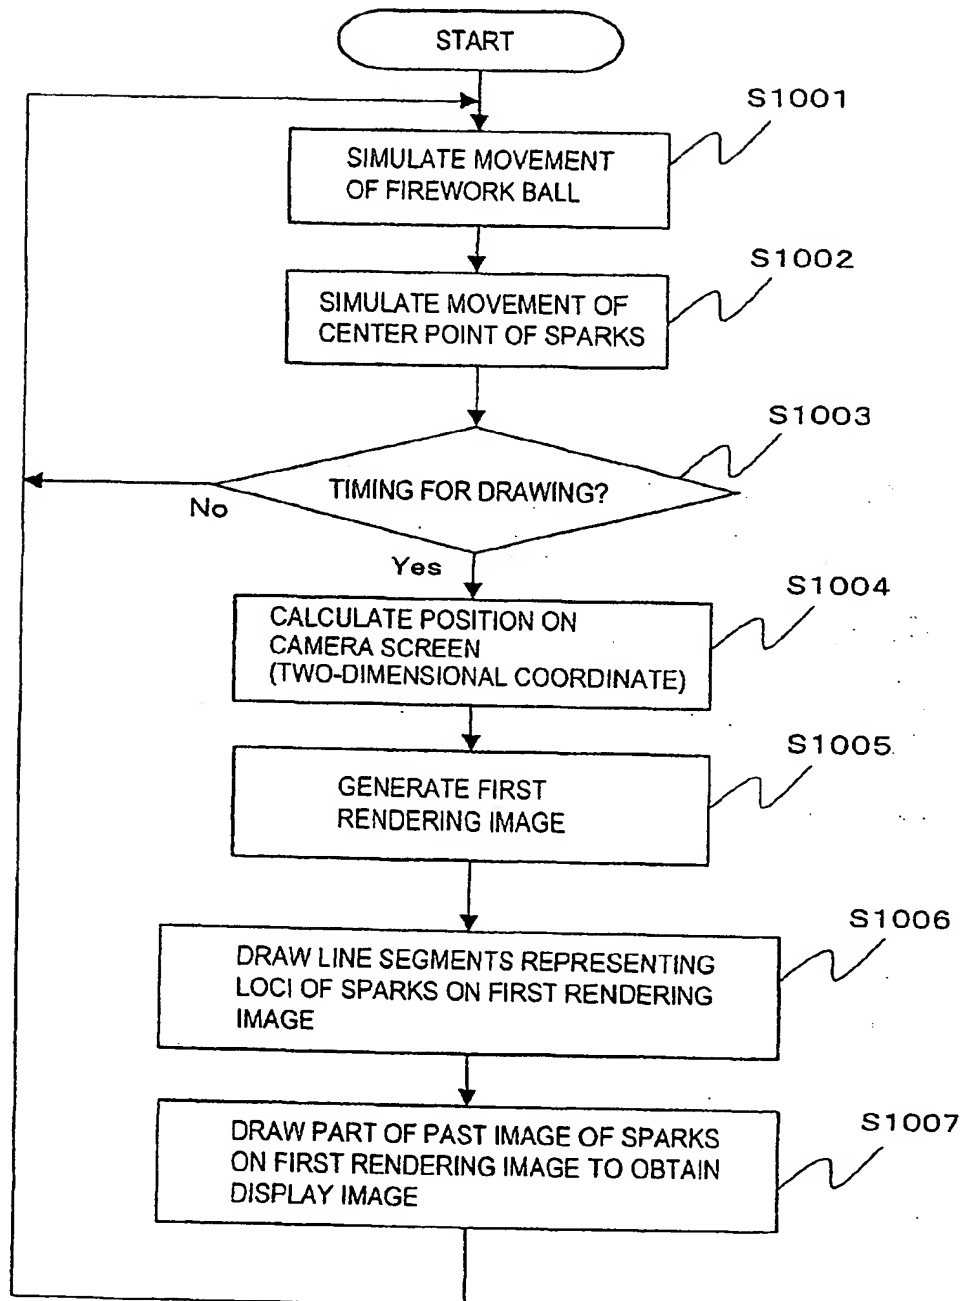 START
S1001
SIMULATE MOVEMENT
OF FIREWORK BALL
S1002
SIMULATE MOVEMENT OF
CENTER POINT OF SPARKS
S1003
TIMING FOR DRAWING?
No
Yes
S1004
CALCULATE POSITION ON
CAMERA SCREEN
(TWO-DIMENSIONAL COORDINATE)
S1005
GENERATE FIRST
RENDERING IMAGE
S1006
DRAW LINE SEGMENTS REPRESENTING
LOCI OF SPARKS ON FIRST RENDERING
IMAGE
S1007
DRAW PART OF PAST IMAGE OF SPARKS
ON FIRST RENDERING IMAGE TO OBTAIN
DISPLAY IMAGE